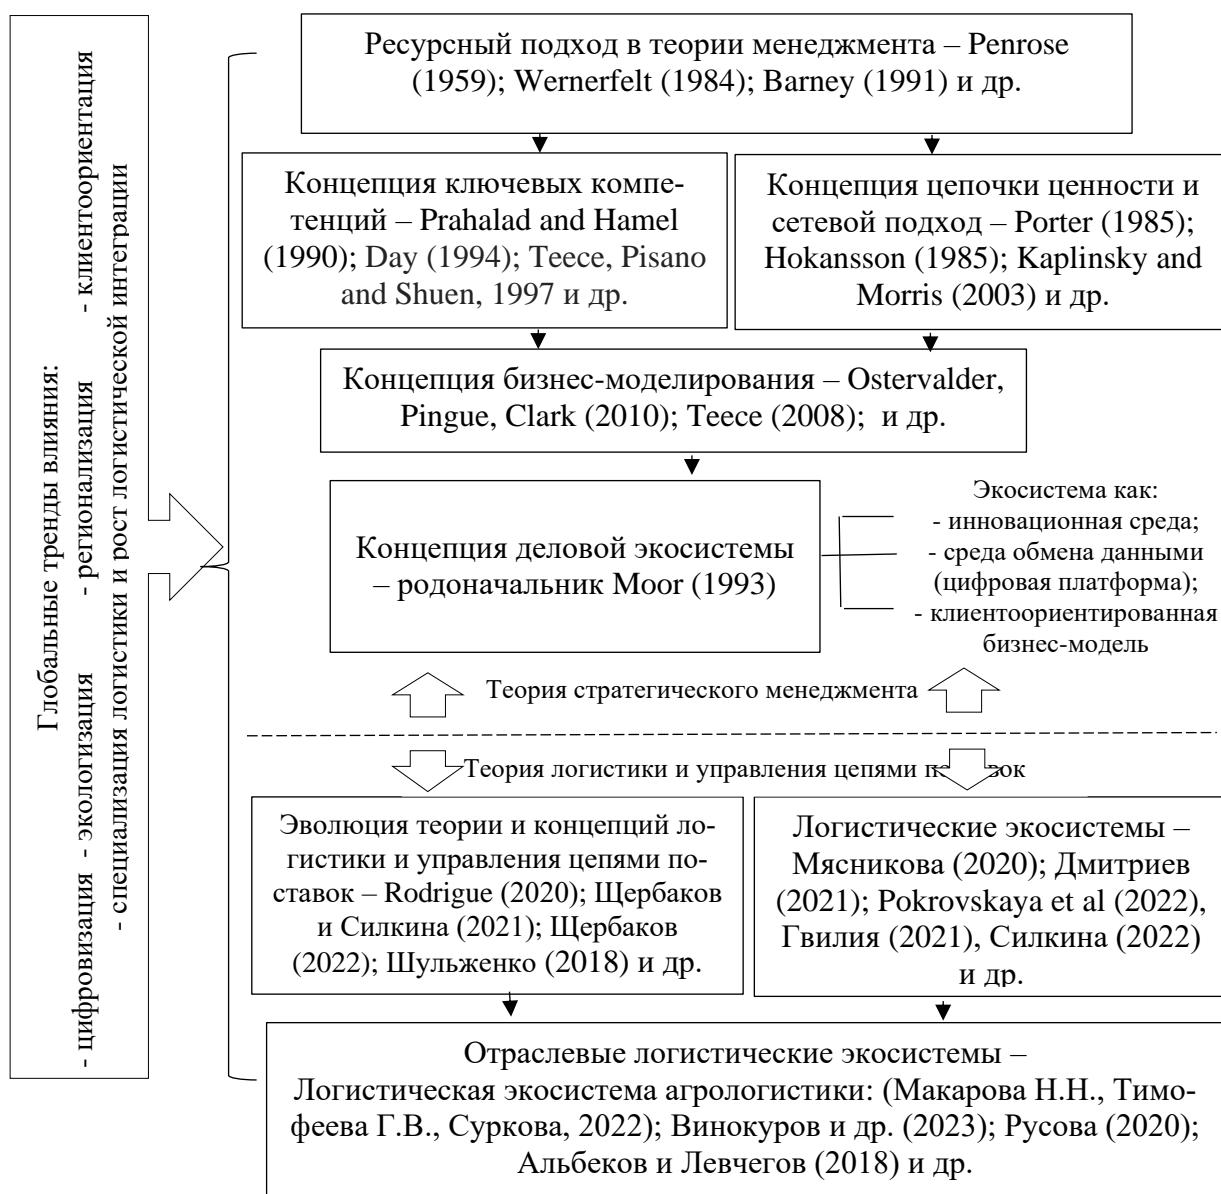 Глобальные тренды влияния:
- цифровизация - экологизация - регионализация - клиентоориентация
- специализация логистики и рост логистической интеграции
Ресурсный подход в теории менеджмента – Penrose
(1959); Wernerfelt (1984); Barney (1991) и др.
Концепция ключевых компе-
тенций – Prahalad and Hamel
(1990); Day (1994); Teece, Pisano
and Shuen, 1997 и др.
Концепция цепочки ценности и
сетевой подход – Porter (1985);
Hokansson (1985); Kaplinsky and
Morris (2003) и др.
Концепция бизнес-моделирования – Ostervalder,
Pingue, Clark (2010); Teece (2008); и др.
Концепция деловой экосистемы
– родоначальник Moor (1993)
Экосистема как:
- инновационная среда;
- среда обмена данными
(цифровая платформа);
- клиентоориентированная
бизнес-модель
Теория стратегического менеджмента
Теория логистики и управления цепями
Эволюция теории и концепций ло-
гистики и управления цепями по-
ставок – Rodrigue (2020); Щербаков
и Силкина (2021); Щербаков
(2022); Шульженко (2018) и др.
Логистические экосистемы –
Мясникова (2020); Дмитриев
(2021); Pokrovskaya et al (2022),
Гвилия (2021), Силкина (2022)
и др.
Отраслевые логистические экосистемы –
Логистическая экосистема агрологистики: (Макарова Н.Н., Тимо-
феева Г.В., Суркова, 2022); Винокуров и др. (2023); Русова (2020);
Альбеков и Левчегов (2018) и др.